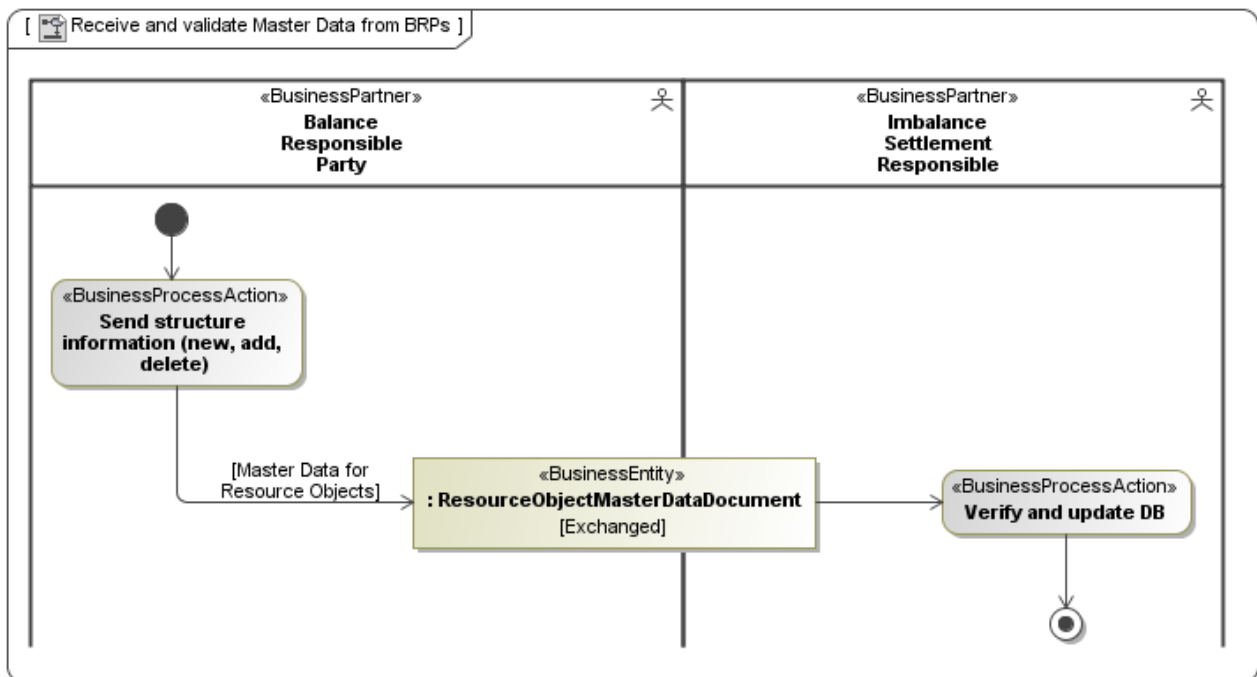 [ Receive and validate Master Data from BRPs ]
«BusinessPartner»
Balance
Responsible
Party
«BusinessPartner»
Imbalance
Settlement
Responsible
«BusinessProcessAction»
Send structure
information (new, add,
delete)
[Master Data for
Resource Objects]
«BusinessEntity»
: ResourceObjectMasterDataDocument
[Exchanged]
«BusinessProcessAction»
Verify and update DB